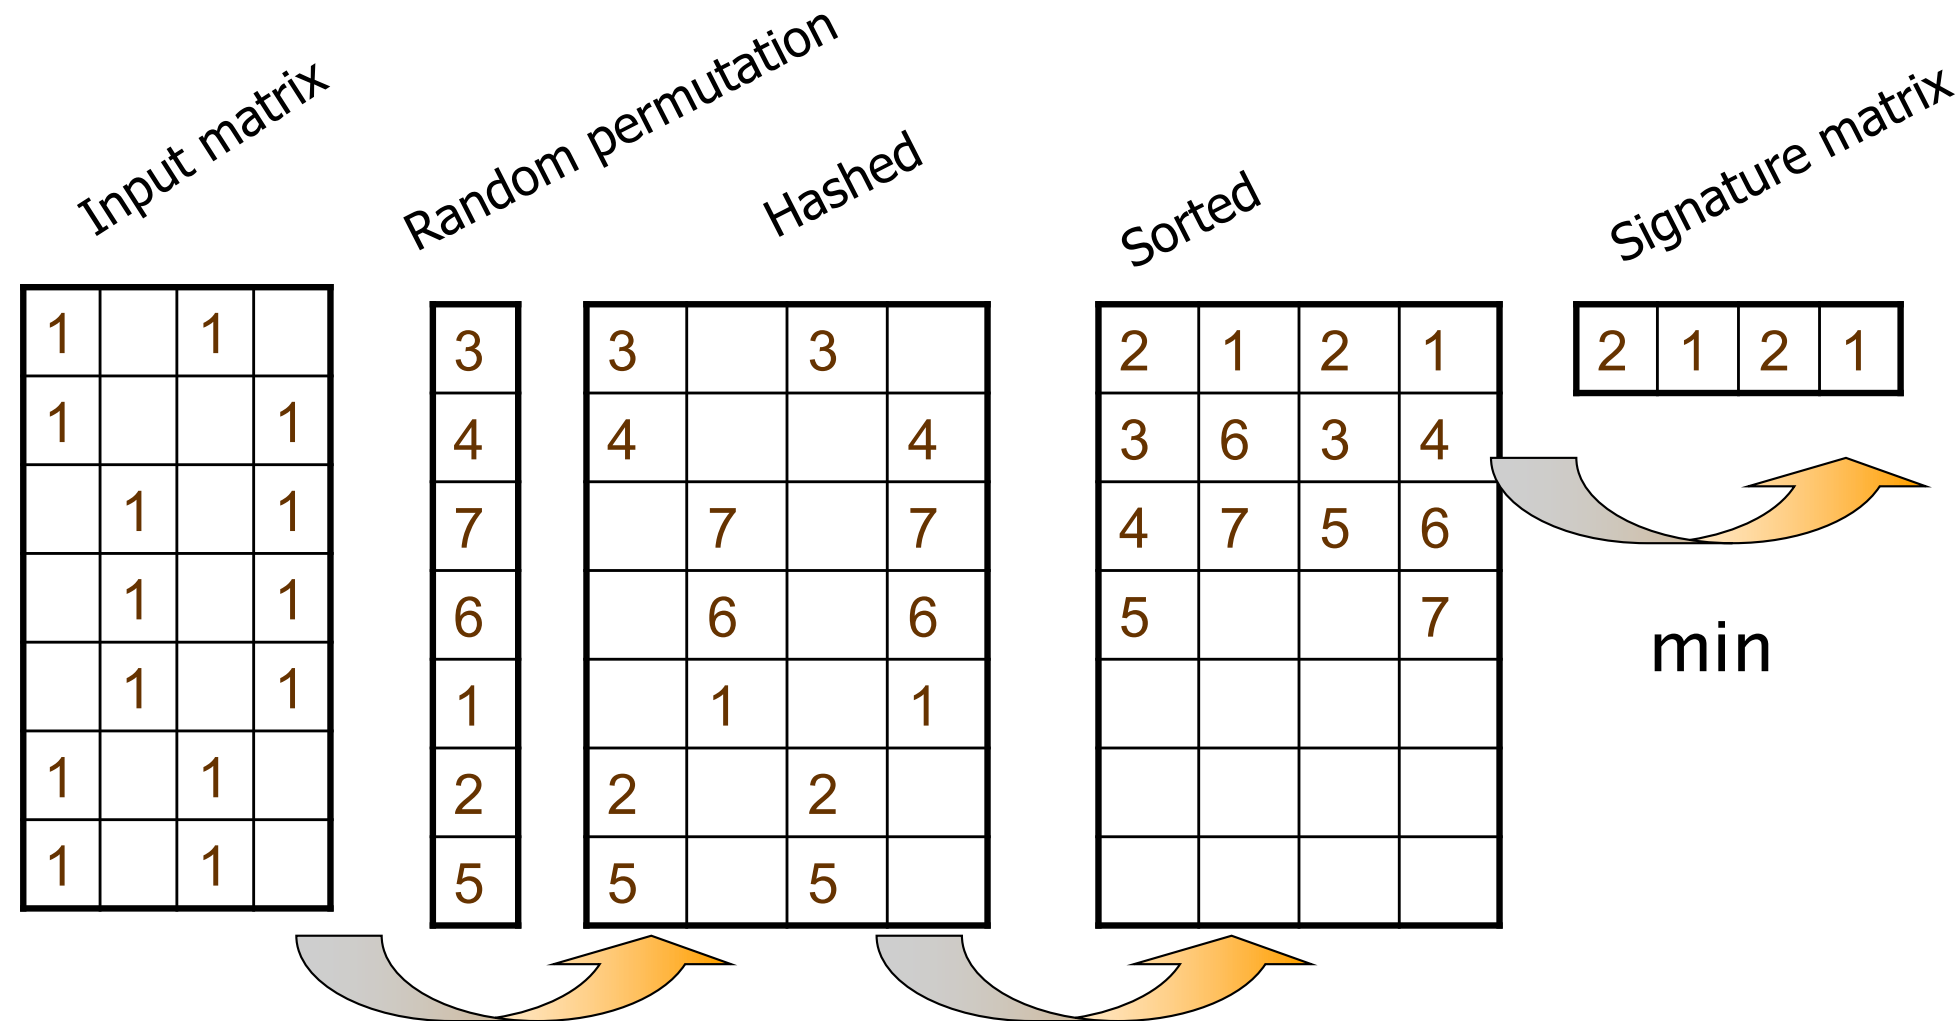 Input matrix
Random permutation
Hashed
Sorted
Signature matrix
1 1
1 1
1 1
1 1
1 1
1 1
1 1
3
4
7
6
1
2
5
3 3
4 4
7 7
6 6
1 1
2 2
5 5
2 1 2 1
3 6 3 4
4 7 5 6
5 7
2 1 2 1
min